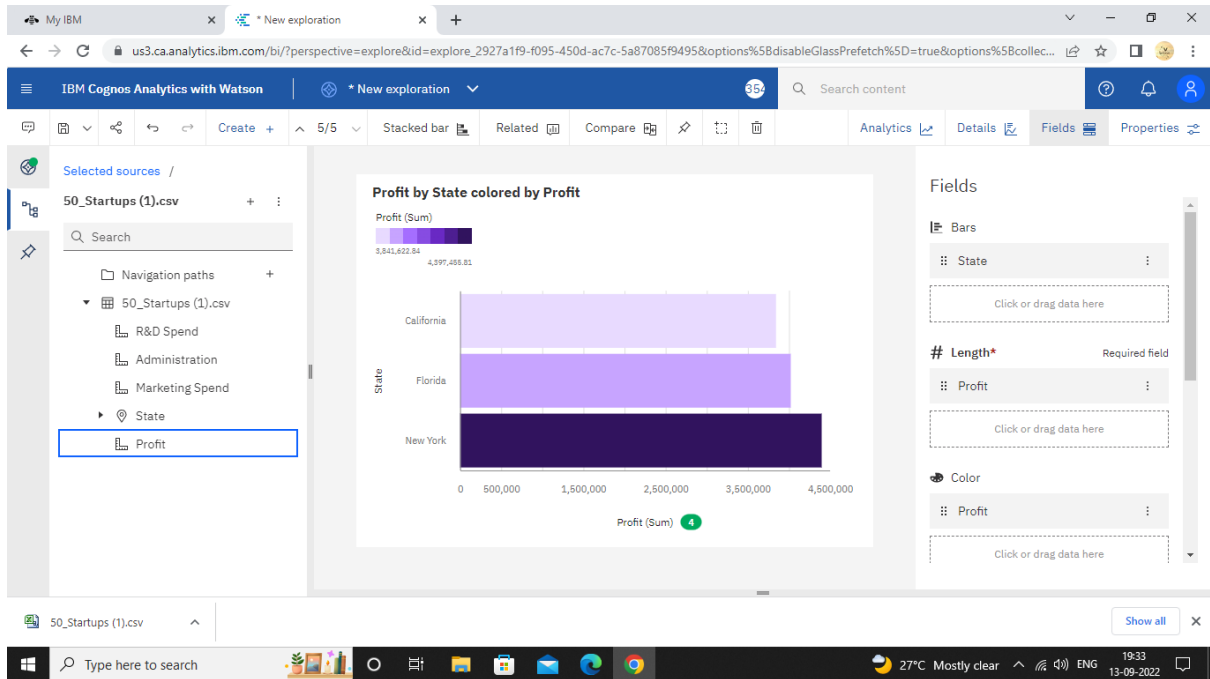 My IBM
* New exploration
us3.ca.analytics.ibm.com/bi/?perspective=explore&id=explore_2927a1f9-f095-450d-ac7c-5a87085f9495&options%5BdisableGlassPrefetch%5D=true&options%5Bcollec...
IBM Cognos Analytics with Watson
* New exploration
354
Search content
Create +
5/5
Stacked bar
Related
Compare
Analytics
Details
Fields
Properties
Selected sources /
50_Startups (1).csv
Search
Navigation paths
50_Startups (1).csv
R&D Spend
Administration
Marketing Spend
State
Profit
Profit by State colored by Profit
Profit (Sum)
3,841,622.84
4,397,455.81
California
Florida
New York
State
0 500,000 1,500,000 2,500,000 3,500,000 4,500,000
Profit (Sum) 4
Fields
Bars
State
Click or drag data here
# Length* Required field
Profit
Click or drag data here
Color
Profit
Click or drag data here
50_Startups (1).csv
Show all
Type here to search
27°C Mostly clear
ENG
19:33
13-09-2022